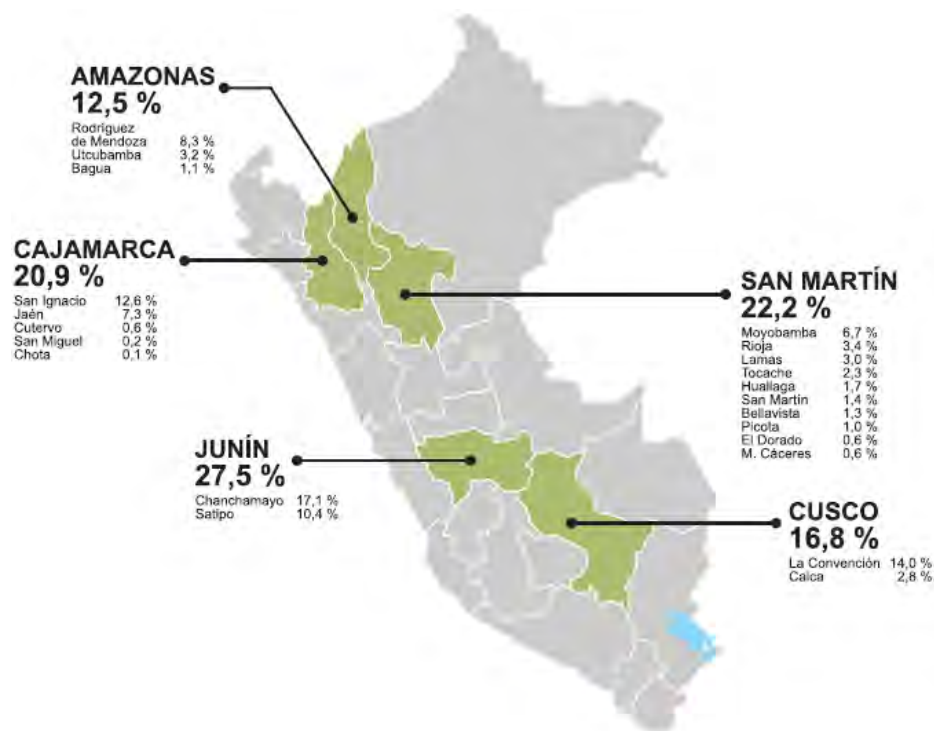 AMAZONAS
12,5 %
Rodríguez
de Mendoza 8,3 %
Utcubamba 3,2 %
Bagua 1,1 %
CAJAMARCA
20,9 %
San Ignacio 12,6 %
Jaén 7,3 %
Cutervo 0,6 %
San Miguel 0,2 %
Chota 0,1 %
SAN MARTÍN
22,2 %
Moyobamba 6,7 %
Rioja 3,4 %
Lamas 3,0 %
Tocache 2,3 %
Huallaga 1,7 %
San Martín 1,4 %
Bellavista 1,3 %
Picota 1,0 %
El Dorado 0,6 %
M. Cáceres 0,6 %
JUNÍN
27,5 %
Chanchamayo 17,1 %
Satipo 10,4 %
CUSCO
16,8 %
La Convención 14,0 %
Calca 2,8 %